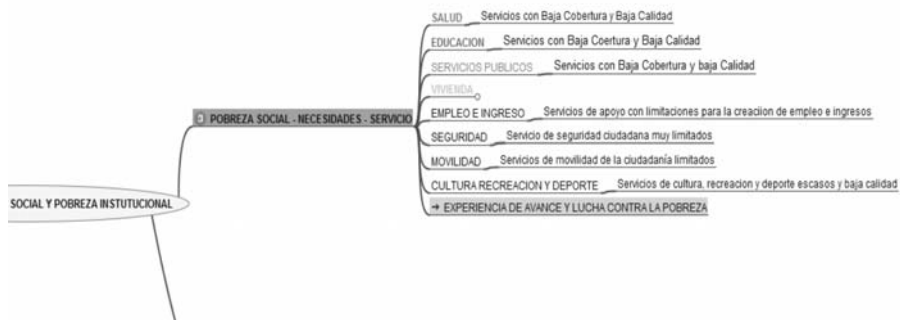 SALUD Servicios con Baja Cobertura y Baja Calidad
EDUCACION Servicios con Baja Coertura y Baja Calidad
SERVICIOS PUBLICOS Servicios con Baja Cobertura y baja Calidad
VIVIENDA
POBREZA SOCIAL - NECESIDADES - SERVICIO
EMPLEO E INGRESO Servicios de apoyo con limitaciones para la creaciion de empleo e ingresos
SEGURIDAD Servicio de seguridad ciudadana muy limitados
MOVILIDAD Servicios de movilidad de la ciudadanía limitados
CULTURA RECREACION Y DEPORTE Servicios de cultura, recreacion y deporte escasos y baja calidad
➔ EXPERIENCIA DE AVANCE Y LUCHA CONTRA LA POBREZA
SOCIAL Y POBREZA INSTUTUCIONAL